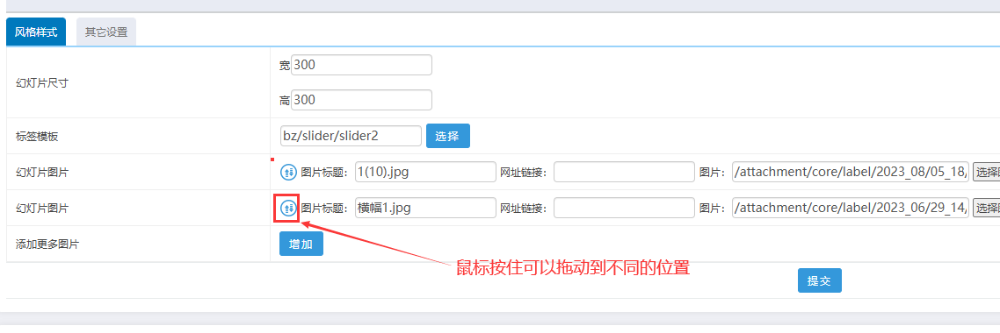 风格样式 其它设置
幻灯片尺寸 宽 300
高 300
标签模板 bz/slider/slider2 选择
幻灯片图片 图片标题： 1(10).jpg 网址链接： 图片： /attachment/core/label/2023_08/05_18, 选择
幻灯片图片 图片标题： 横幅1.jpg 网址链接： 图片： /attachment/core/label/2023_06/29_14, 选择
添加更多图片 增加
鼠标按住可以拖动到不同的位置
提交